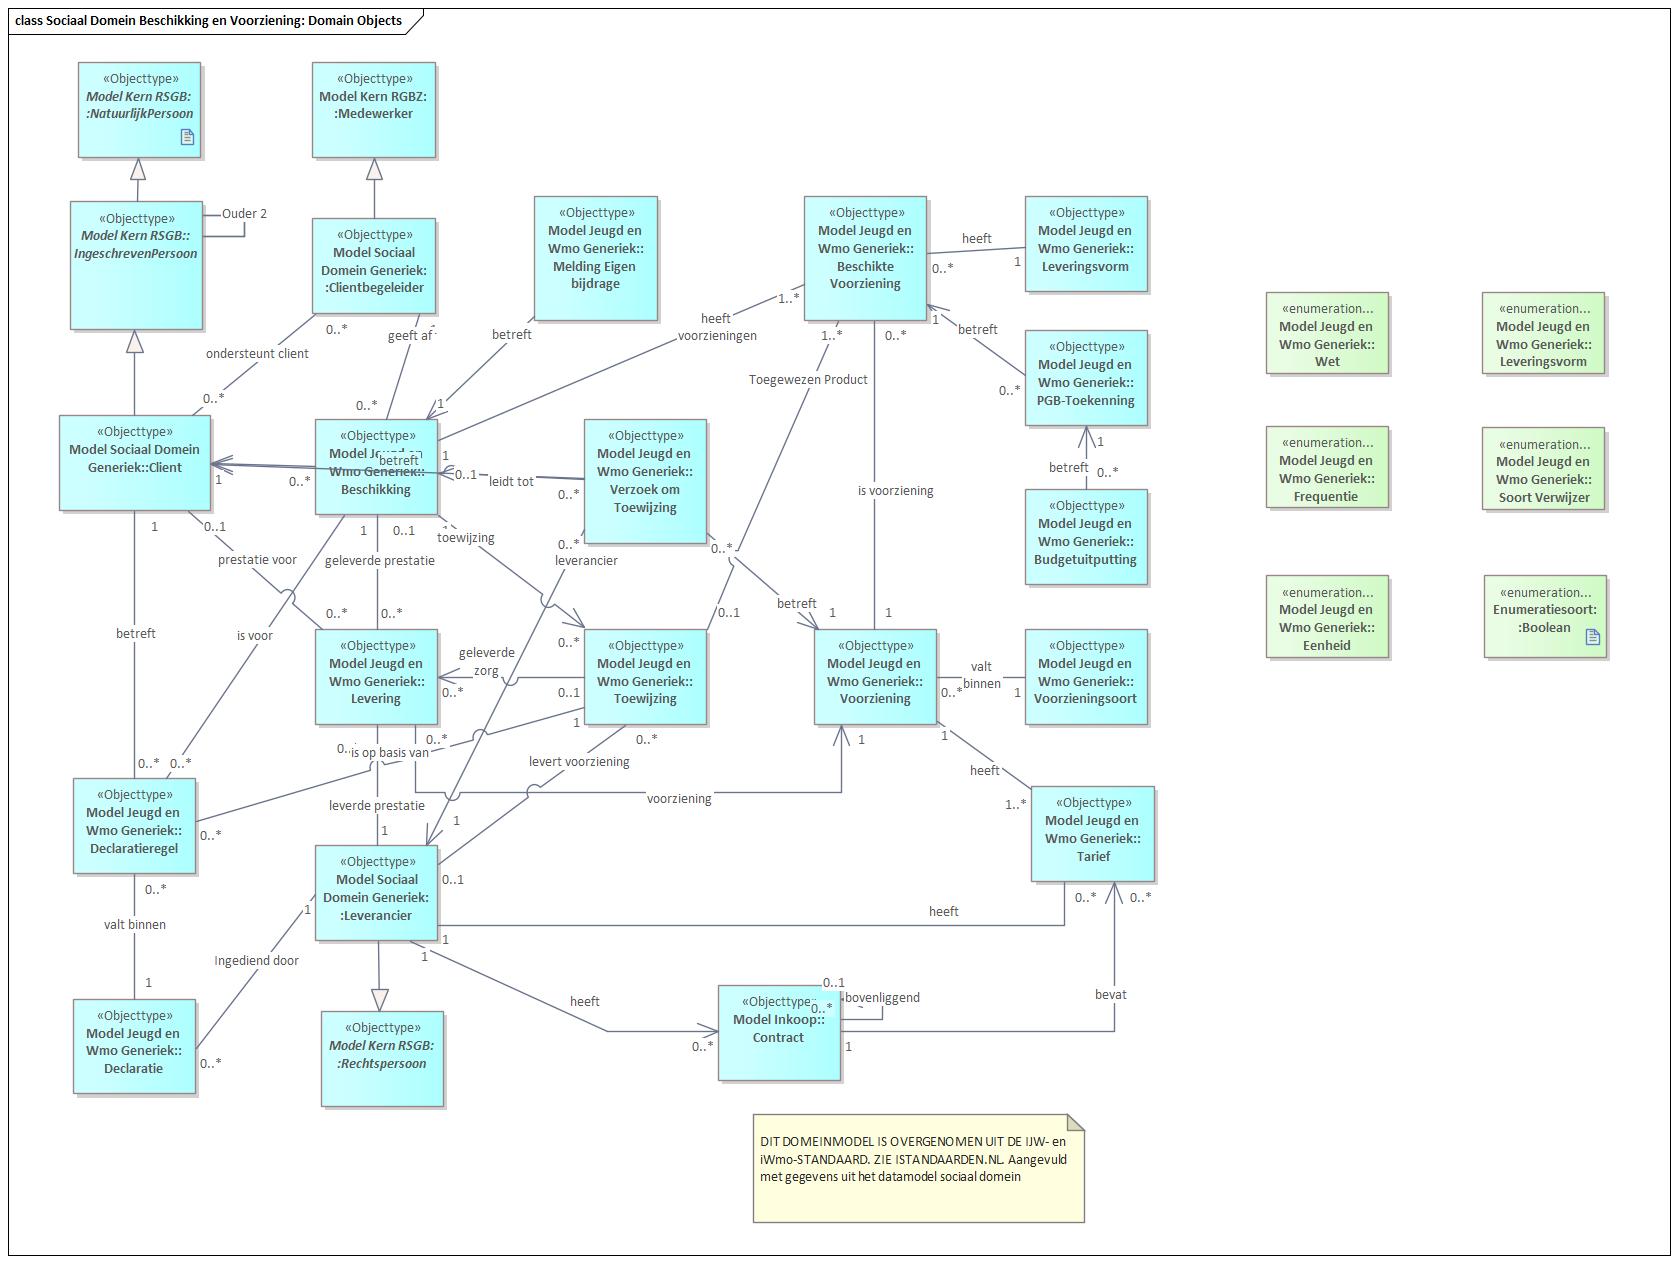 class Sociaal Domein Beschikking en Voorziening: Domain Objects
«Objecttype»
Model Kern RSGB:
:NatuurlijkPersoon
«Objecttype»
Model Kern RGBZ:
:Medewerker
«Objecttype»
Model Kern RSGB::
IngeschrevenPersoon
Ouder 2
«Objecttype»
Model Sociaal
Domein Generiek:
:Clientbegeleider
«Objecttype»
Model Jeugd en
Wmo Generiek::
Melding Eigen
bijdrage
«Objecttype»
Model Jeugd en
Wmo Generiek::
Beschikte
Voorziening
heeft
0..*
1
«Objecttype»
Model Jeugd en
Wmo Generiek::
Leveringsvorm
«enumeration...
Model Jeugd en
Wmo Generiek::
Wet
«enumeration...
Model Jeugd en
Wmo Generiek::
Leveringsvorm
0..*
ondersteunt client
0..*
geeft af
0..*
betreft
1
1..*
heeft
voorzieningen
1
1..*
Toegewezen Product
0..1
0..*
is voorziening
1
1
betreft
0..*
«Objecttype»
Model Jeugd en
Wmo Generiek::
PGB-Toekenning
1
betreft
0..*
«Objecttype»
Model Jeugd en
Wmo Generiek::
Budgetuitputting
«enumeration...
Model Jeugd en
Wmo Generiek::
Frequentie
«enumeration...
Model Jeugd en
Wmo Generiek::
Soort Verwijzer
«Objecttype»
Model Sociaal Domein
Generiek::Client
1
0..*
betreft
«Objecttype»
Model Jeugd en
Wmo Generiek::
Beschikking
0..1
leidt tot
0..*
«Objecttype»
Model Jeugd en
Wmo Generiek::
Verzoek om
Toewijzing
1
0..1
prestatie voor
0..*
1
0..1
geleverde prestatie
0..*
toewijzing
0..*
0..*
leverancier
1
0..*
betreft
1
«enumeration...
Model Jeugd en
Wmo Generiek::
Eenheid
«enumeration...
Enumeratiesoort:
:Boolean
betreft
0..*
is voor
0..*
«Objecttype»
Model Jeugd en
Wmo Generiek::
Levering
geleverde
zorg
0..*
0..1
«Objecttype»
Model Jeugd en
Wmo Generiek::
Toewijzing
«Objecttype»
Model Jeugd en
Wmo Generiek::
Voorziening
valt
binnen
0..*
1
«Objecttype»
Model Jeugd en
Wmo Generiek::
Voorzieningsoort
1
is op basis van
0..*
0..
0..*
leverde prestatie
1
0..*
levert voorziening
0..1
voorziening
1
1
heeft
1..*
«Objecttype»
Model Jeugd en
Wmo Generiek::
Declaratieregel
«Objecttype»
Model Sociaal
Domein Generiek:
:Leverancier
«Objecttype»
Model Jeugd en
Wmo Generiek::
Tarief
0..*
valt binnen
1
1
Ingediend door
0..*
1
heeft
0..*
0..*
1
heeft
0..*
bevat
1
«Objecttype»
Model Jeugd en
Wmo Generiek::
Declaratie
«Objecttype»
Model Kern RSGB:
:Rechtspersoon
«Objecttype»
Model Inkoop::
Contract
0..1
bovenliggend
0..*
DIT DOMEINMODEL IS OVERGENOMEN UIT DE IJW- en
iWmo-STANDAARD. ZIE ISTANDAARDEN.NL. Aangevuld
met gegevens uit het datamodel sociaal domein